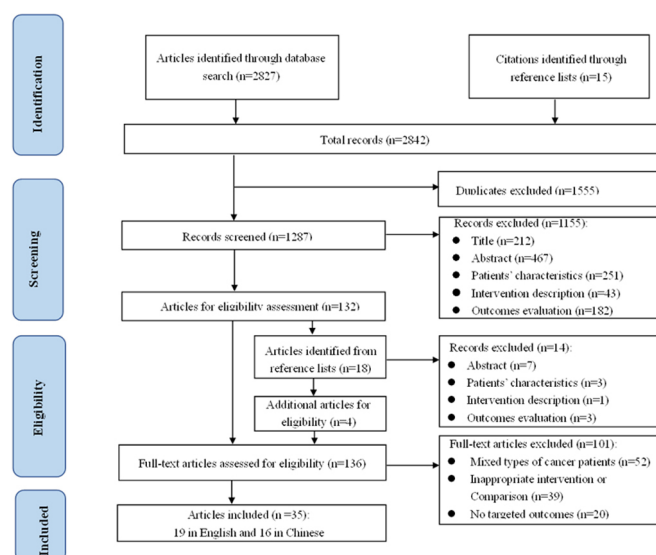 Identification
Articles identified through database
search (n=2827)
Citations identified through
reference lists (n=15)
Total records (n=2842)
Duplicates excluded (n=1555)
Screening
Records screened (n=1287)
Records excluded (n=1155):
● Title (n=212)
● Abstract (n=467)
● Patients' characteristics (n=251)
● Intervention description (n=43)
● Outcomes evaluation (n=182)
Articles for eligibility assessment (n=132)
Eligibility
Articles identified from
reference lists (n=18)
Records excluded (n=14):
● Abstract (n=7)
● Patients' characteristics (n=3)
● Intervention description (n=1)
● Outcomes evaluation (n=3)
Additional articles for
eligibility (n=4)
Full-text articles assessed for eligibility (n=136)
Full-text articles excluded (n=101):
● Mixed types of cancer patients (n=52)
● Inappropriate intervention or
Comparison (n=39)
● No targeted outcomes (n=20)
Included
Articles included (n=35):
19 in English and 16 in Chinese